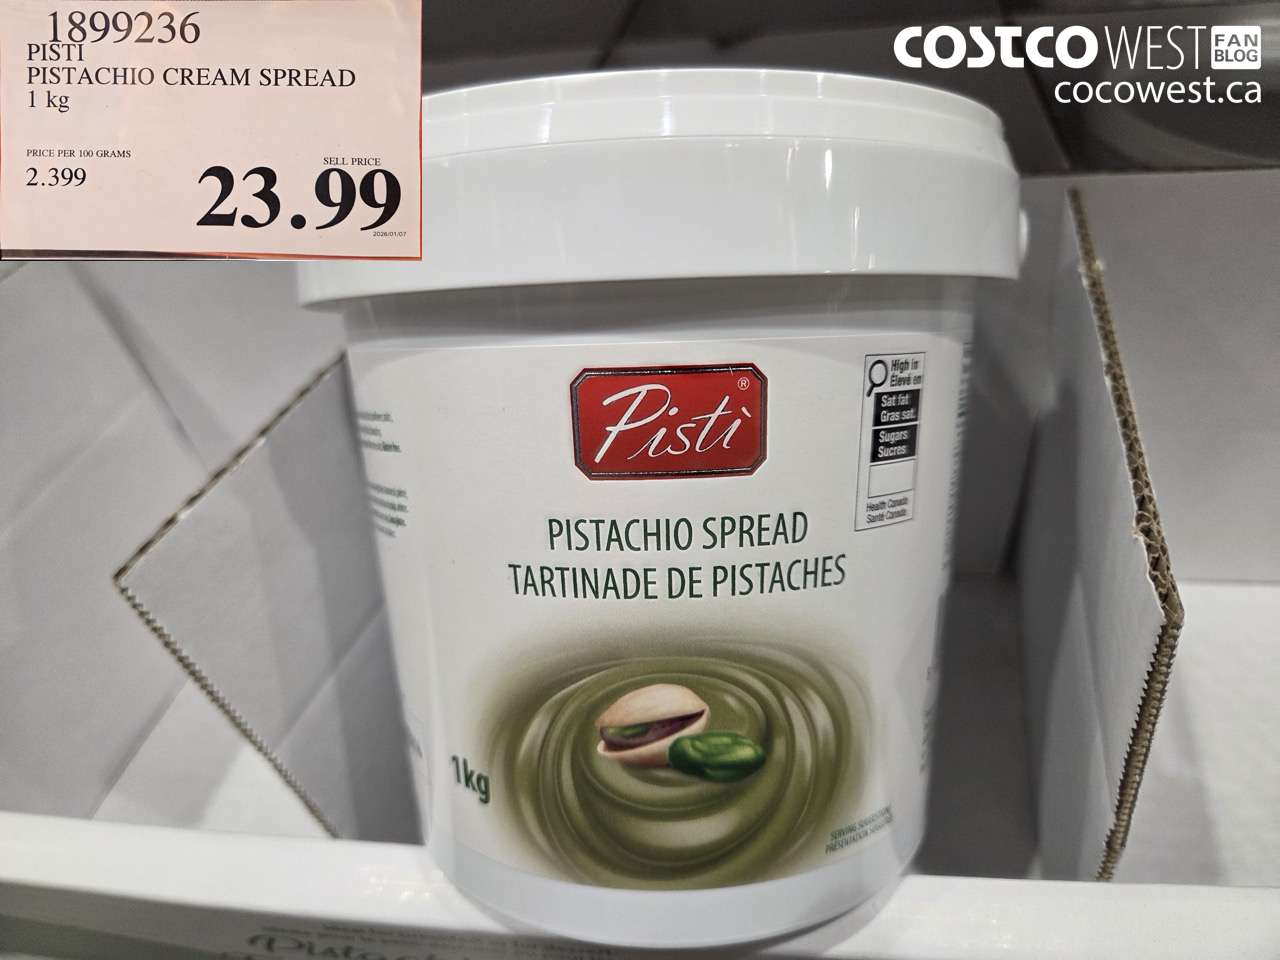 1899236
PISTI
PISTACHIO CREAM SPREAD
1 kg
PRICE PER 100 GRAMS
2.399
SELL PRICE
23.99
2026/01/07
COSTCO WEST FAN BLOG
cocowest.ca
Pistì®
High in
Élevé en
Sat fat
Gras sat.
Sugars
Sucres
Health Canada
Santé Canada
PISTACHIO SPREAD
TARTINADE DE PISTACHES
1kg
SERVING SUGGESTION